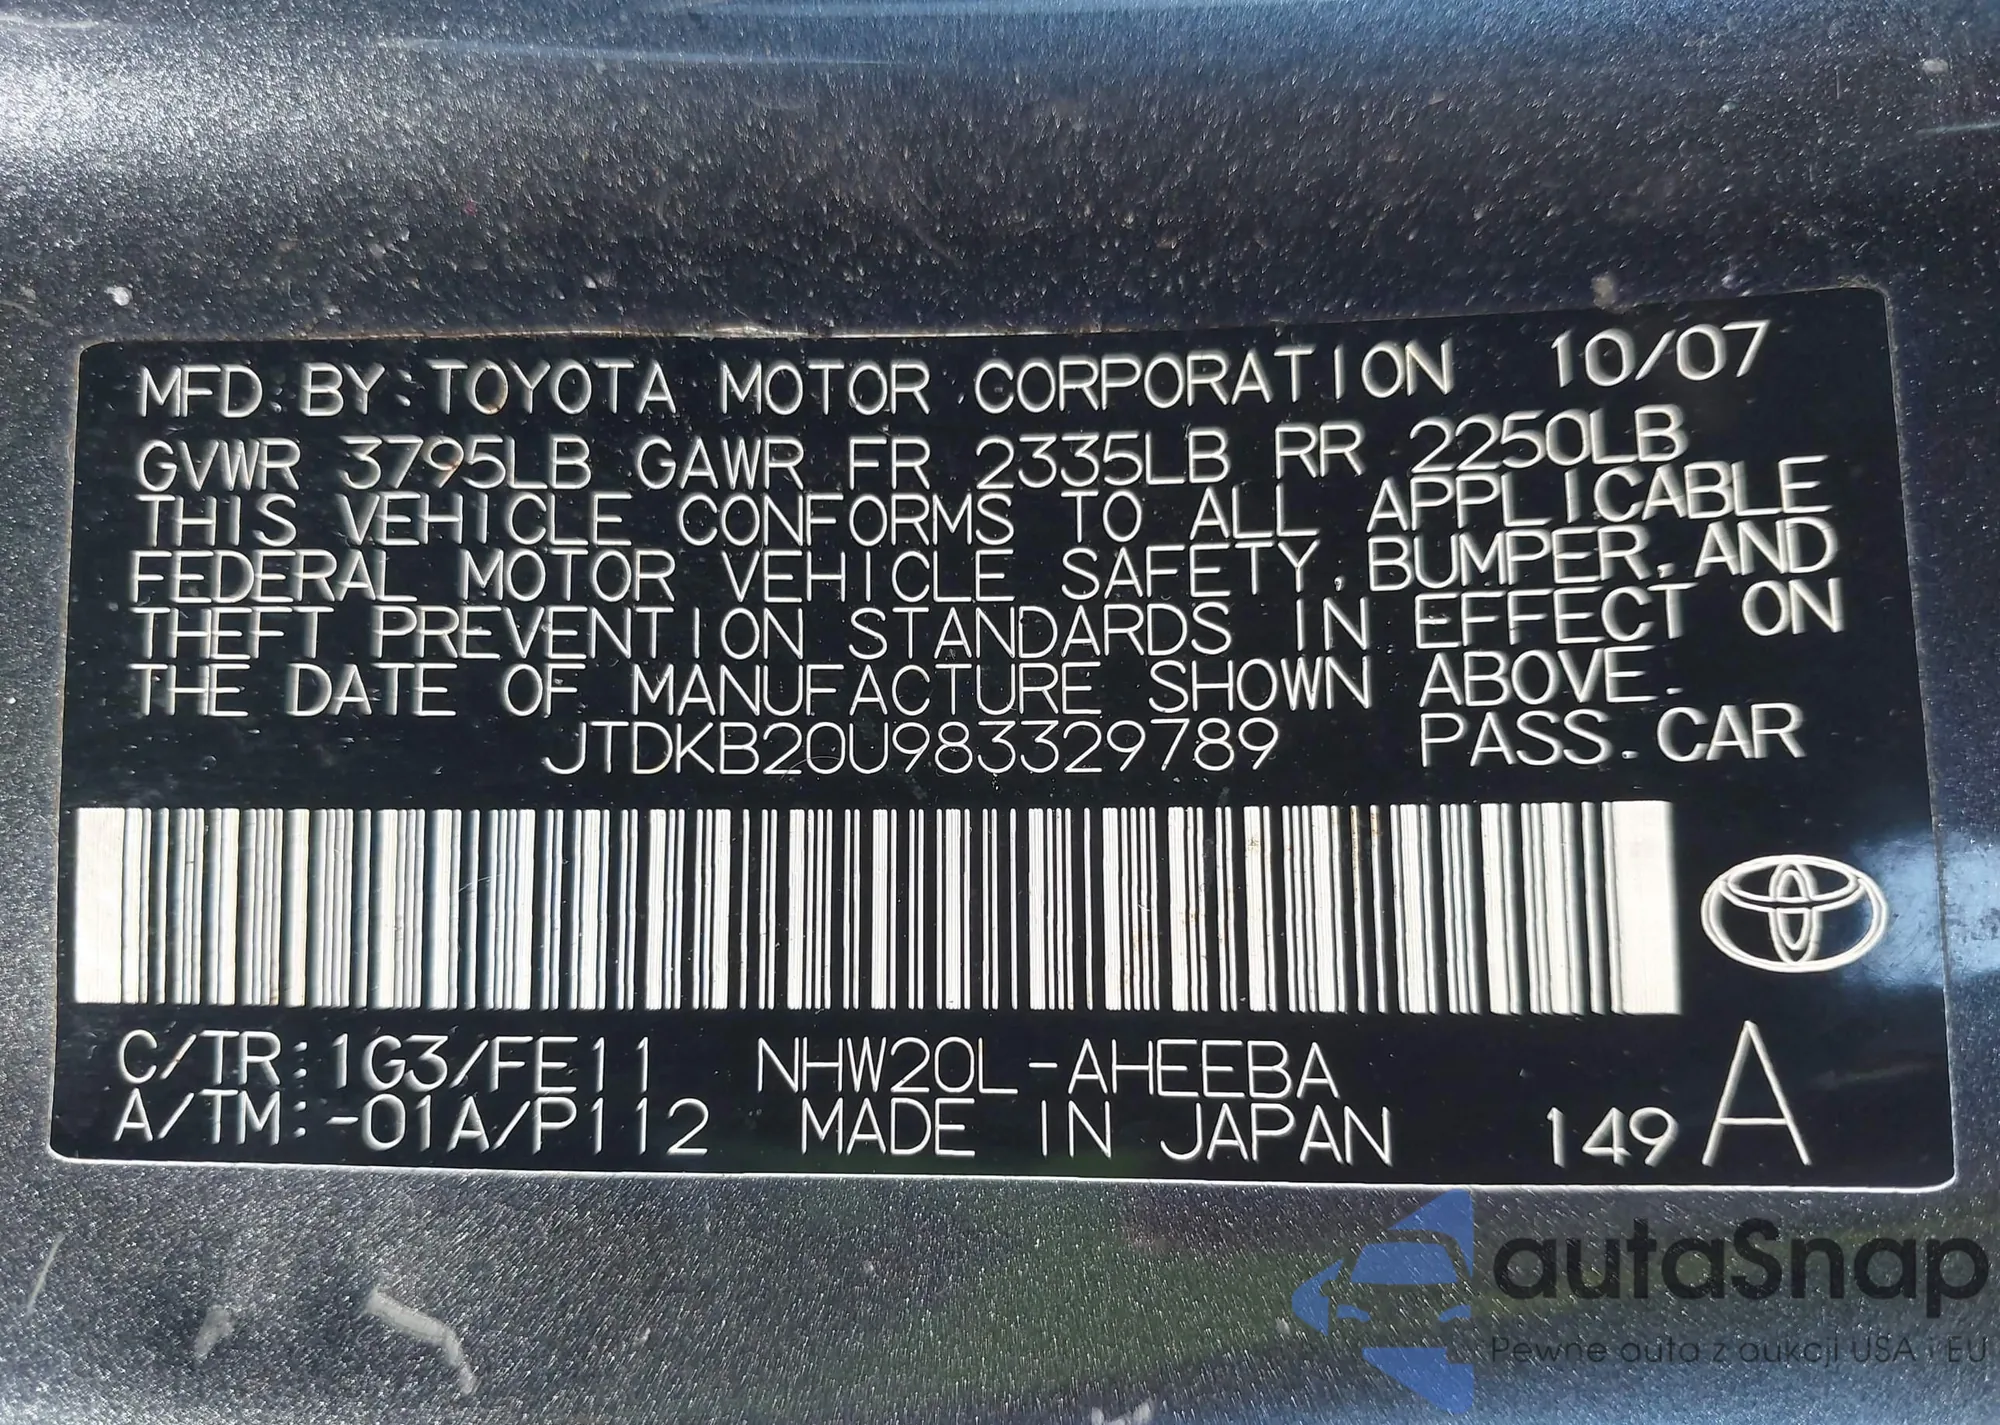 MFD. BY: TOYOTA MOTOR CORPORATION 10/07
GVWR 3795LB GAWR FR 2335LB RR 2250LB
THIS VEHICLE CONFORMS TO ALL APPLICABLE
FEDERAL MOTOR VEHICLE SAFETY, BUMPER, AND
THEFT PREVENTION STANDARDS IN EFFECT ON
THE DATE OF MANUFACTURE SHOWN ABOVE.
JTDKB20U983329789 PASS. CAR
C/TR:1G3/FE11 NHW20L-AHEEBA
A/TM:-01A/P112 MADE IN JAPAN 149 A
autaSnap
Pewne auta z aukcji USA i EU